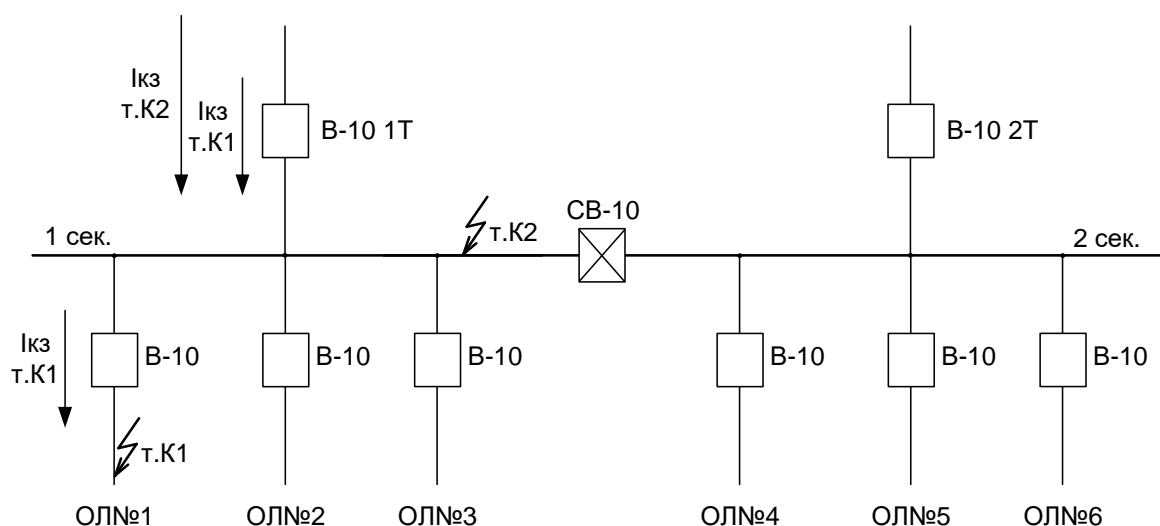 Iкз
т.К2
Iкз
т.К1
В-10 1Т
В-10 2Т
СВ-10
1 сек.
т.К2
2 сек.
Iкз
т.К1
В-10
В-10
В-10
В-10
В-10
В-10
т.К1
ОЛ№1
ОЛ№2
ОЛ№3
ОЛ№4
ОЛ№5
ОЛ№6